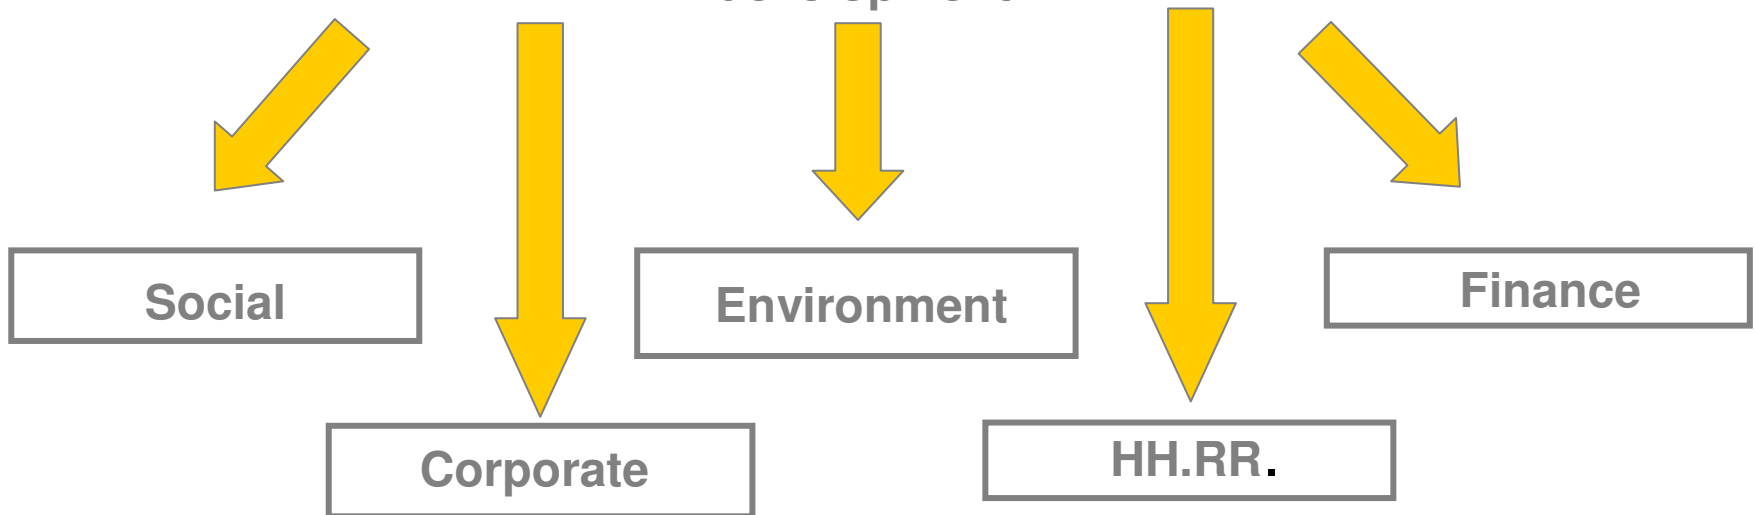 Social
Environment
Finance
Corporate
HH.RR.